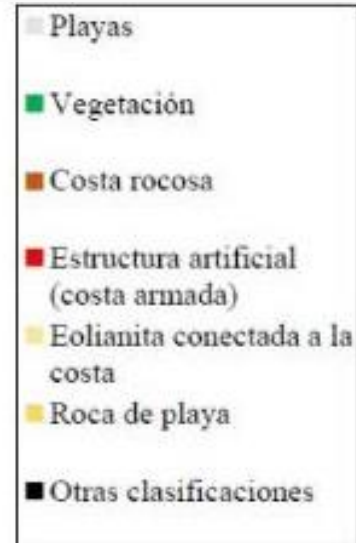 Playas
Vegetación
Costa rocosa
Estructura artificial
(costa armada)
Eolianita conectada a la
costa
Roca de playa
Otras clasificaciones